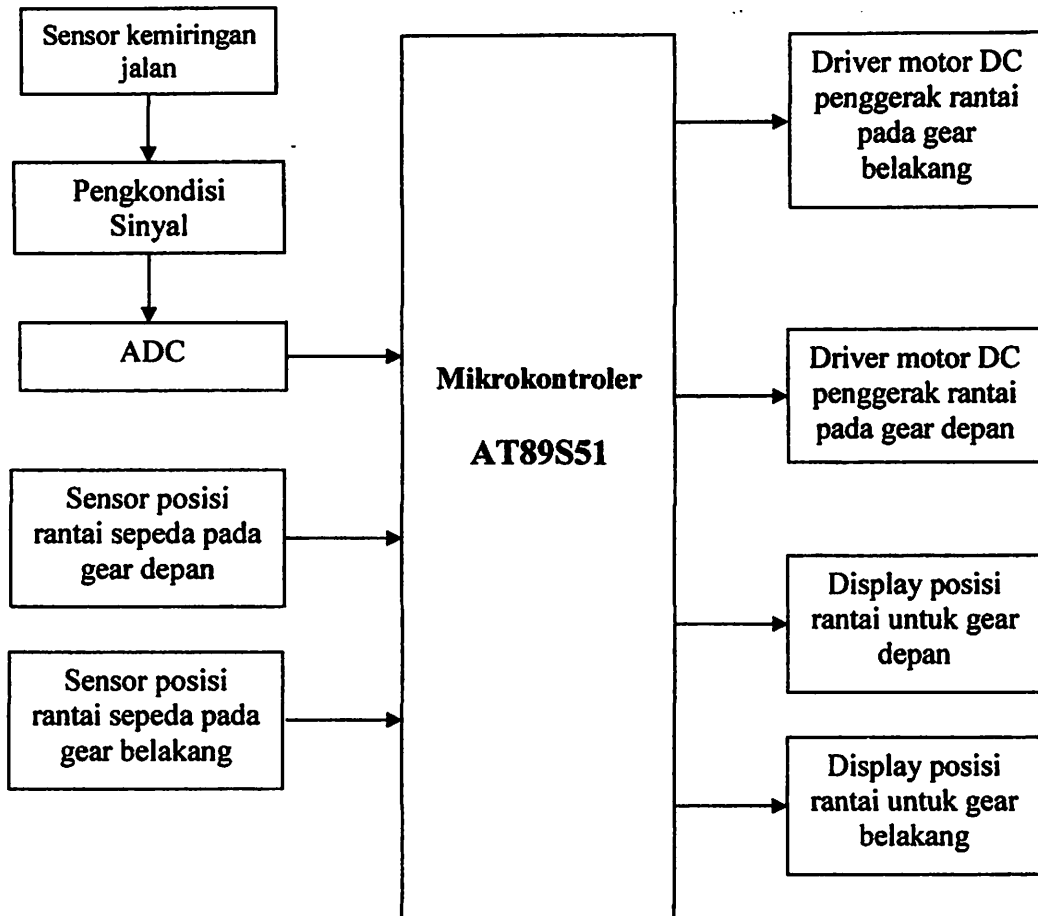 Sensor kemiringan
jalan
Pengkondisi
Sinyal
ADC
Sensor posisi
rantai sepeda pada
gear depan
Sensor posisi
rantai sepeda pada
gear belakang
Mikrokontroler
AT89S51
Driver motor DC
penggerak rantai
pada gear
belakang
Driver motor DC
penggerak rantai
pada gear depan
Display posisi
rantai untuk gear
depan
Display posisi
rantai untuk gear
belakang